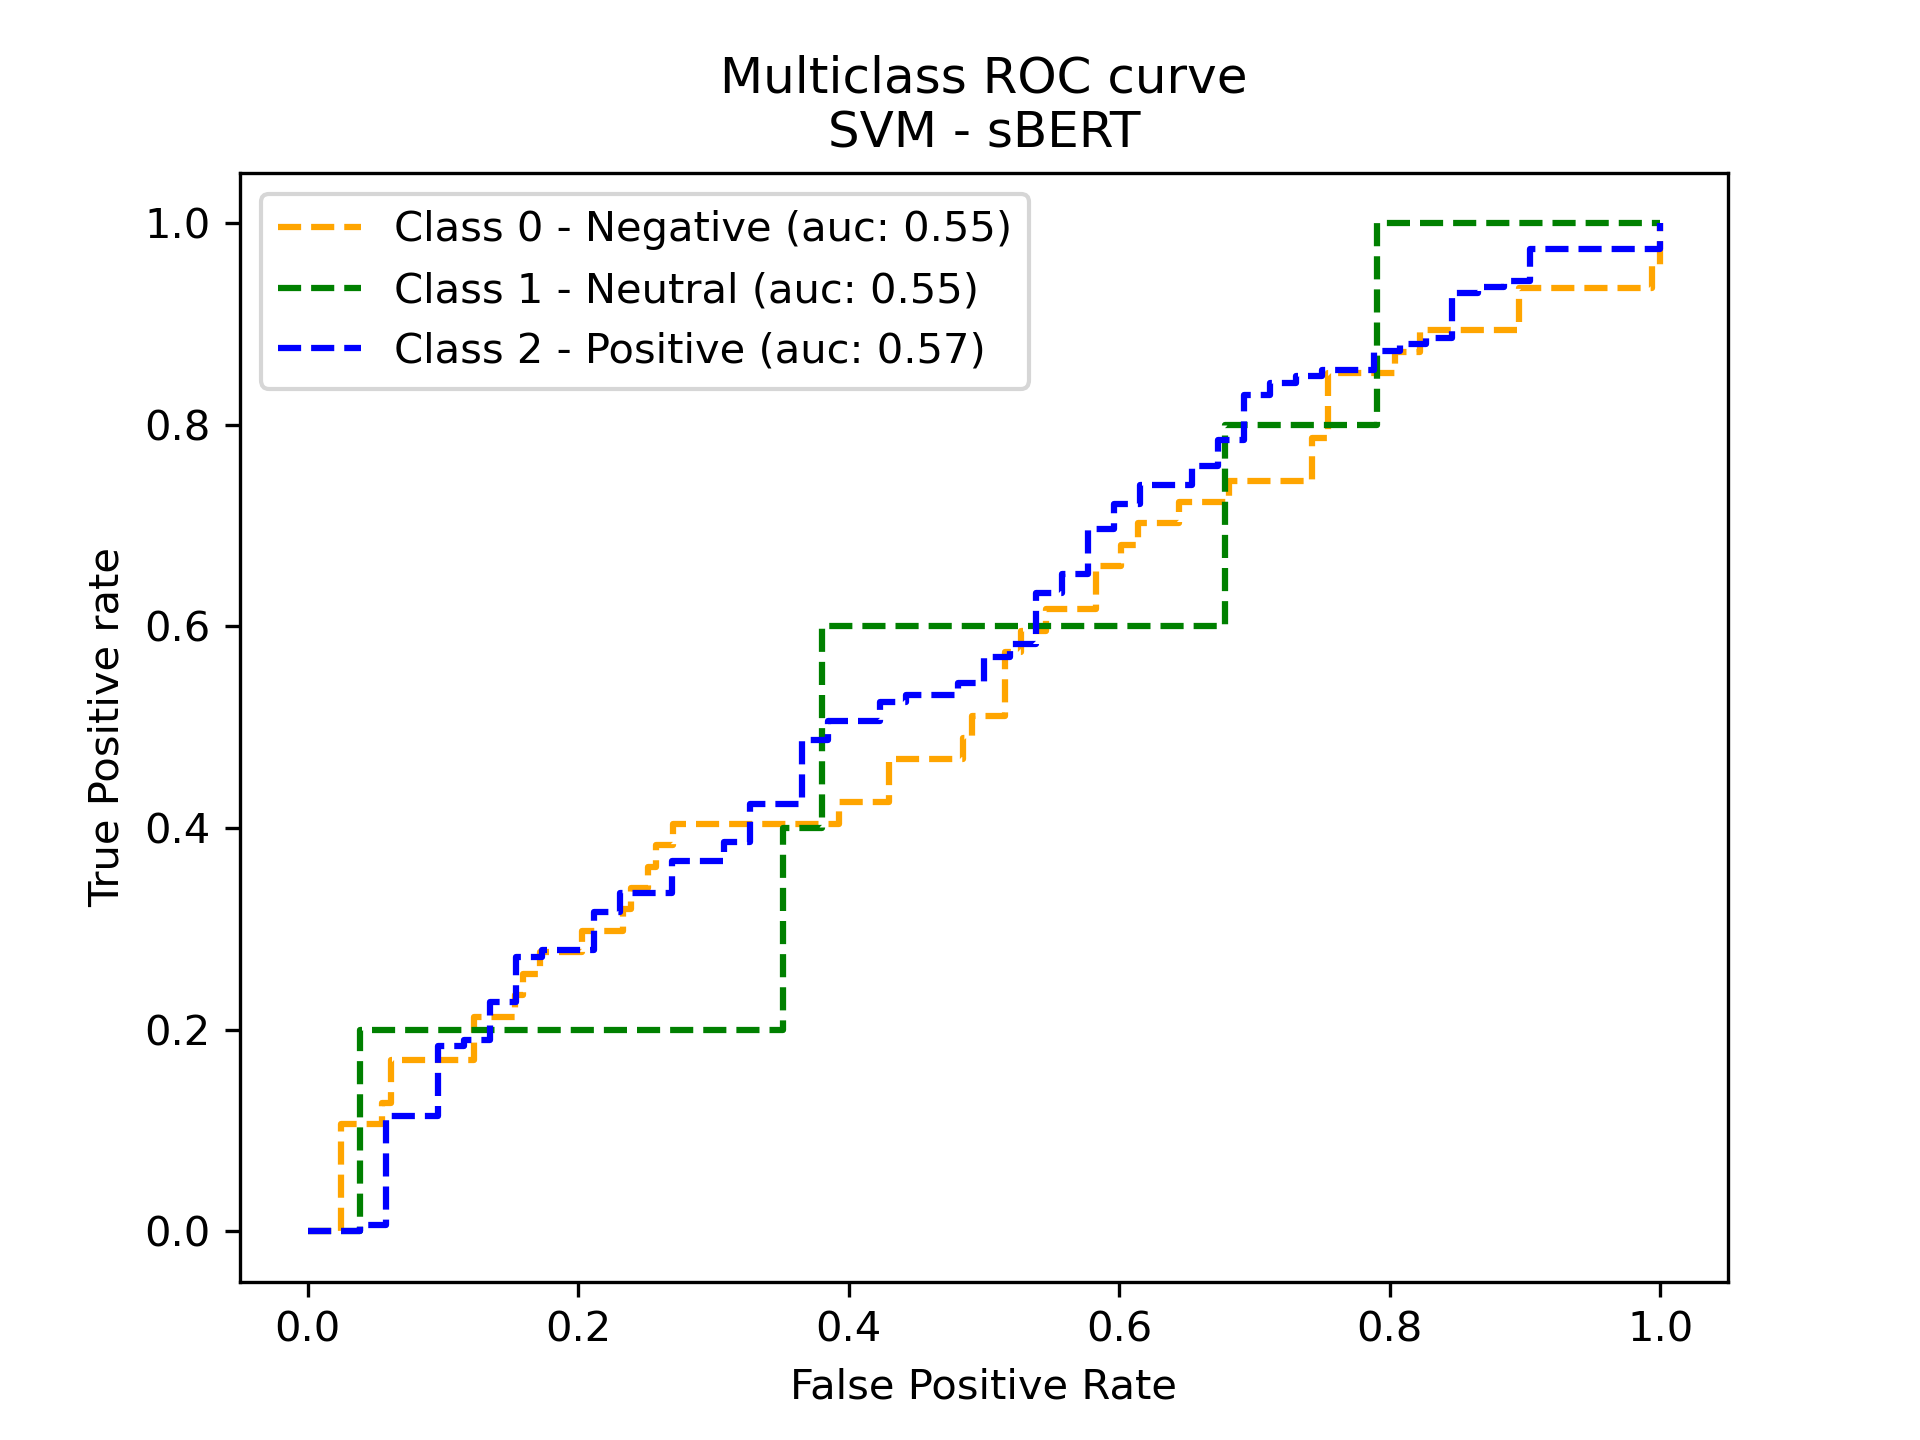 Multiclass ROC curve
SVM - sBERT
Class 0 - Negative (auc: 0.55)
Class 1 - Neutral (auc: 0.55)
Class 2 - Positive (auc: 0.57)
True Positive rate
1.0
0.8
0.6
0.4
0.2
0.0
0.0 0.2 0.4 0.6 0.8 1.0
False Positive Rate